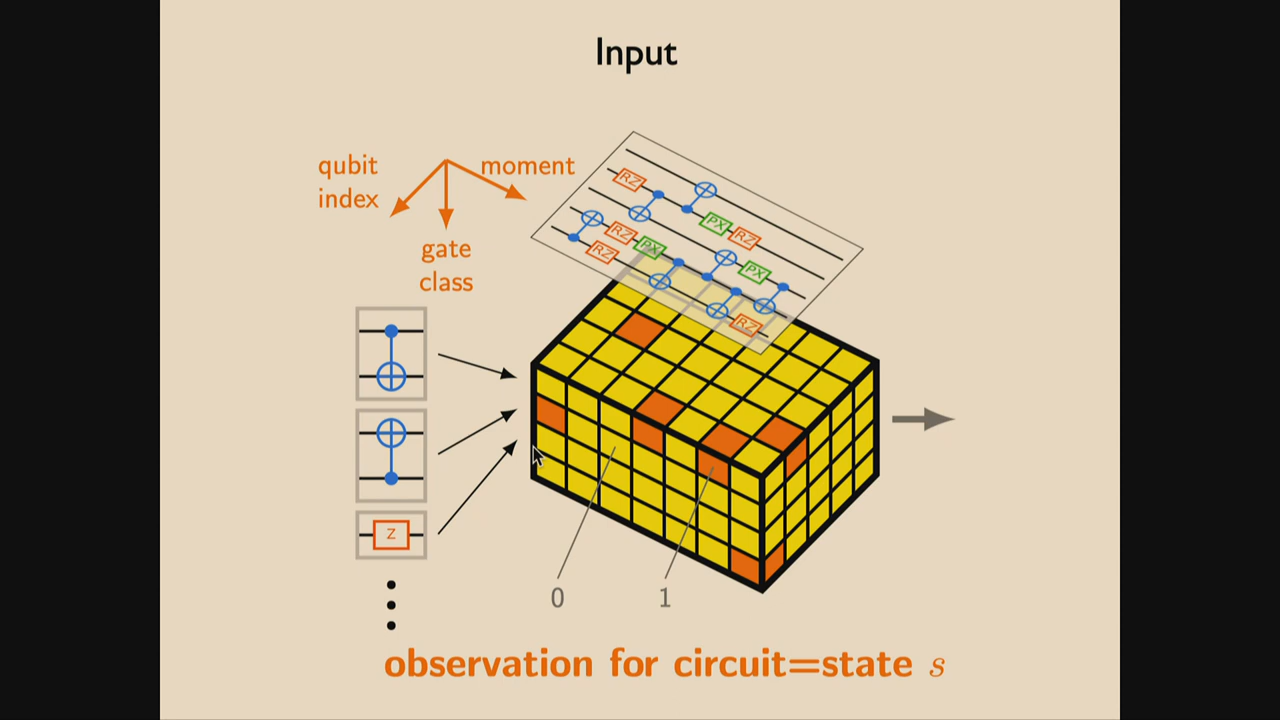 Input
qubit
index
moment
gate
class
RZ
PX
RZ
RZ
PX
PX
RZ
RZ
Z
0
1
observation for circuit=state s